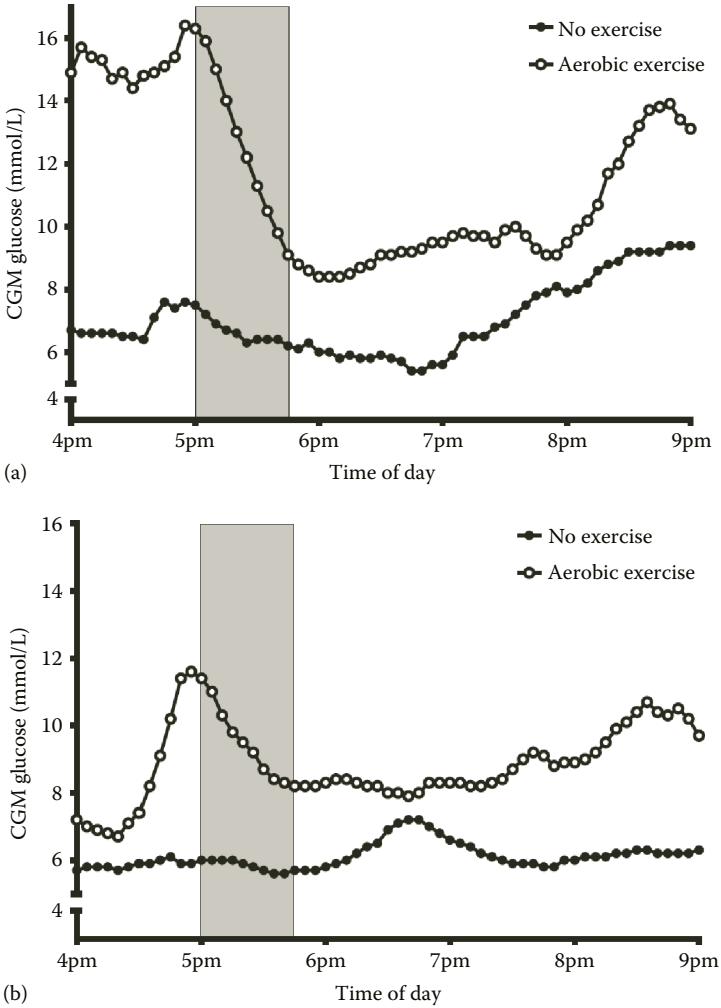 16
14
12
10
8
6
4
CGM glucose (mmol/L)
No exercise
Aerobic exercise
4pm 5pm 6pm 7pm 8pm 9pm
Time of day
(a)
16
14
12
10
8
6
4
CGM glucose (mmol/L)
No exercise
Aerobic exercise
4pm 5pm 6pm 7pm 8pm 9pm
Time of day
(b)